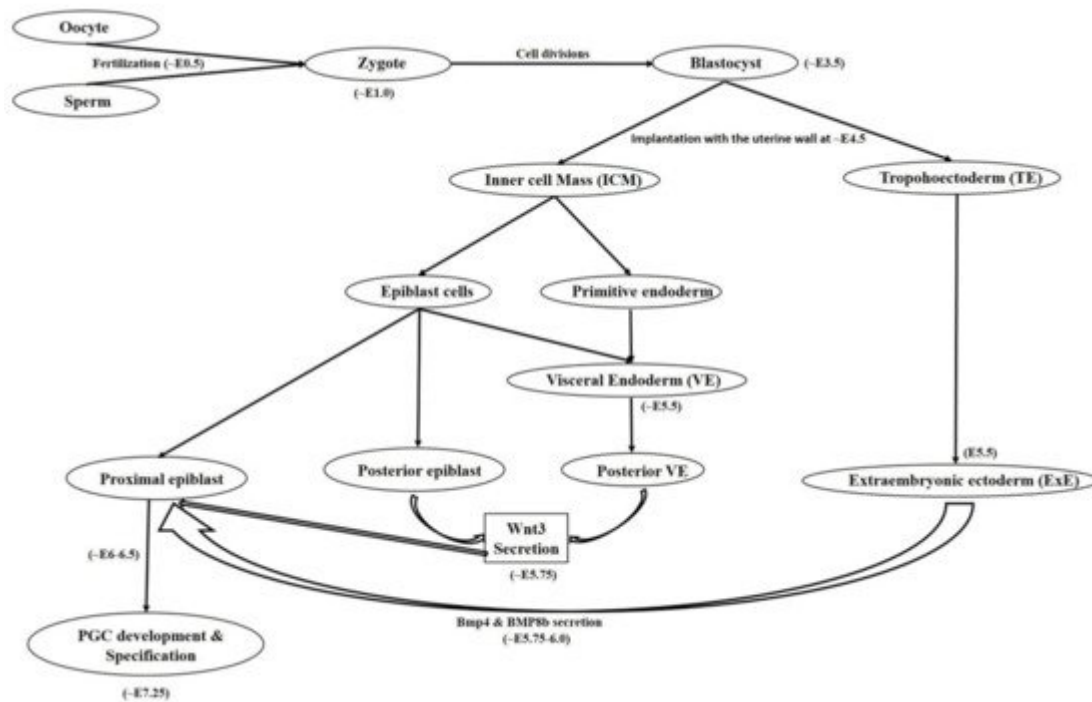 Oocyte
Fertilization (~E0.5)
Sperm
Zygote
(~E1.0)
Cell divisions
Blastocyst
(~E3.5)
Implantation with the uterine wall at ~E4.5
Inner cell Mass (ICM)
Tropohoectoderm (TE)
Epiblast cells
Primitive endoderm
Visceral Endoderm (VE)
(~E5.5)
Proximal epiblast
Posterior epiblast
Posterior VE
(E5.5)
Extraembryonic ectoderm (ExE)
Wnt3
Secretion
(~E5.75)
(~E6-6.5)
Bmp4 & BMP8b secretion
(~E5.75-6.0)
PGC development &
Specification
(~E7.25)